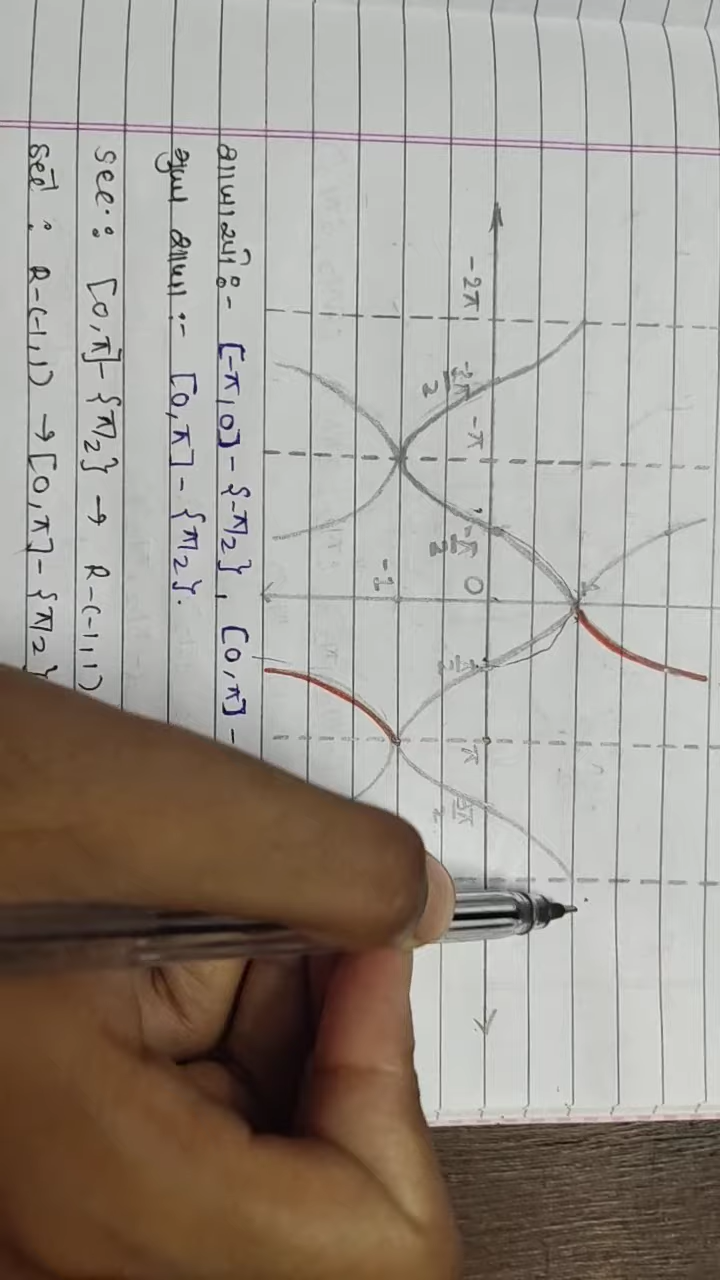 -2π -3π/2 -π -π/2 0 π/2 π 3π/2
-1
शाखायें :- [-π, 0] - {-π/2}, [0, π] -
मुख्य शाखा :- [0, π] - {π/2}.
sec : [0, π] - {π/2} → R-(-1,1)
sec⁻ : R-(-1,1) → [0, π] - {π/2}